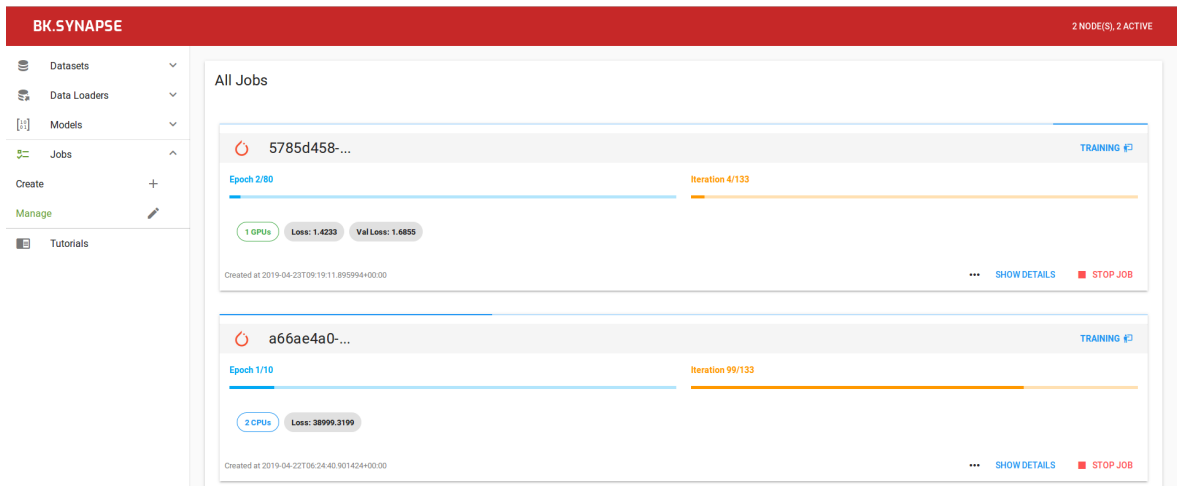 BK.SYNAPSE
2 NODE(S), 2 ACTIVE
Datasets
Data Loaders
Models
Jobs
Create
Manage
Tutorials
All Jobs
5785d458-...
TRAINING
Epoch 2/80
Iteration 4/133
1 GPUs
Loss: 1.4233
Val Loss: 1.6855
Created at 2019-04-23T09:19:11.895994+00:00
SHOW DETAILS
STOP JOB
a66ae4a0-...
TRAINING
Epoch 1/10
Iteration 99/133
2 CPUs
Loss: 38999.3199
Created at 2019-04-22T06:24:40.901424+00:00
SHOW DETAILS
STOP JOB